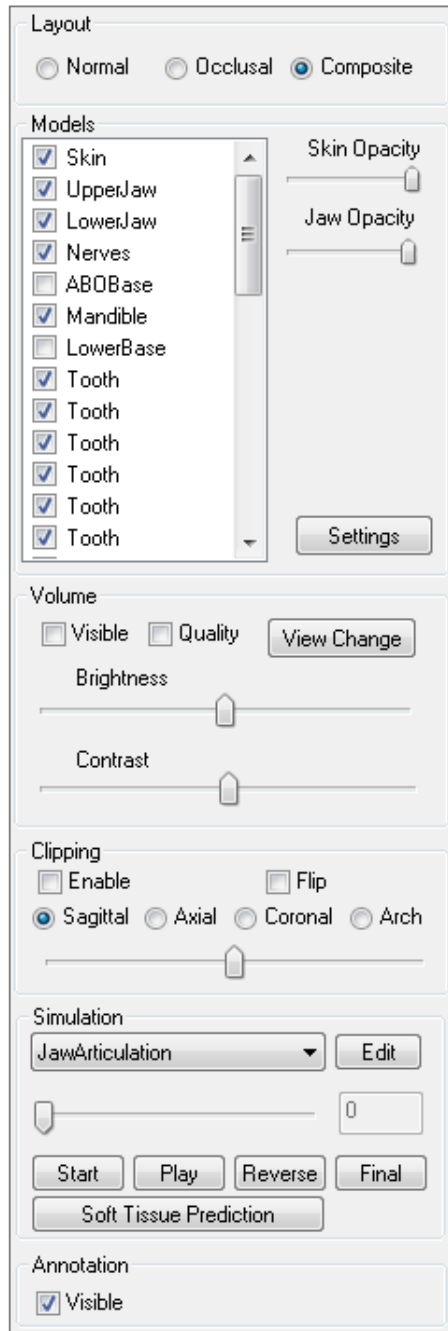 Layout
Normal Occlusal Composite
Models
Skin
UpperJaw
LowerJaw
Nerves
ABOBase
Mandible
LowerBase
Tooth
Tooth
Tooth
Tooth
Tooth
Tooth
Skin Opacity
Jaw Opacity
Settings
Volume
Visible Quality View Change
Brightness
Contrast
Clipping
Enable Flip
Sagittal Axial Coronal Arch
Simulation
JawArticulation Edit
0
Start Play Reverse Final
Soft Tissue Prediction
Annotation
Visible